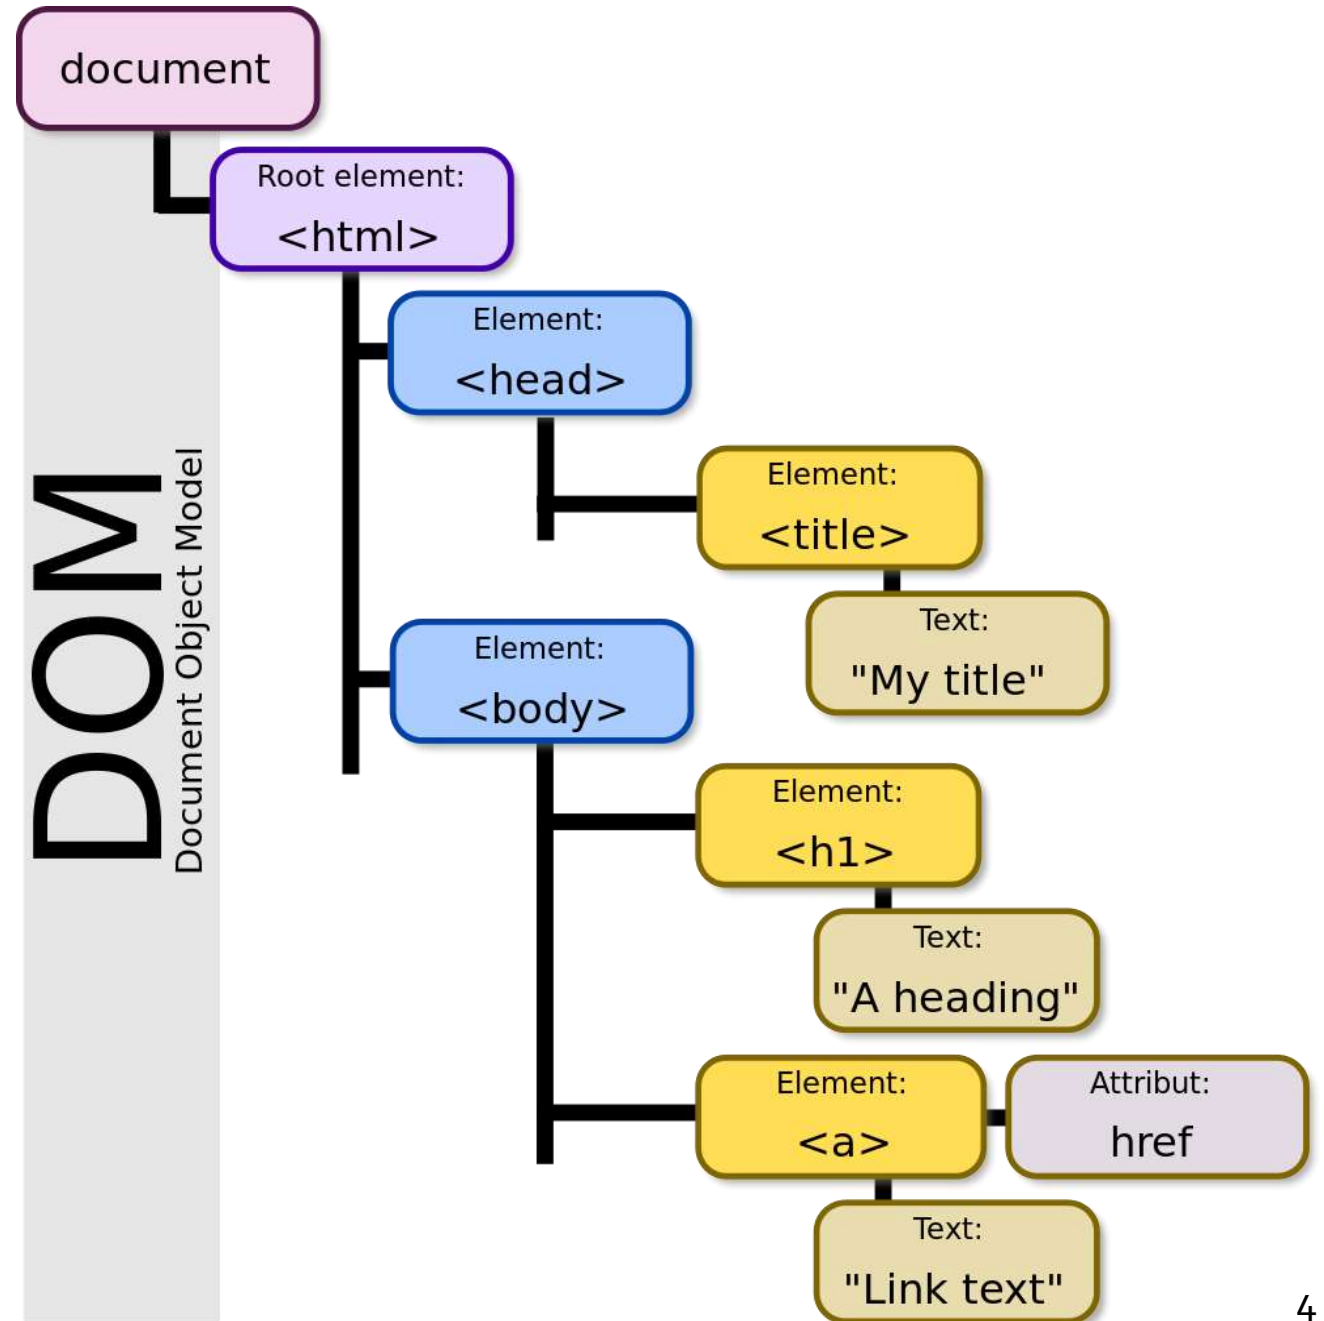 document
Root element:
<html>
Element:
<head>
Element:
<title>
Text:
"My title"
Element:
<body>
Element:
<h1>
Text:
"A heading"
Element:
<a>
Attribut:
href
Text:
"Link text"
DOM
Document Object Model
4